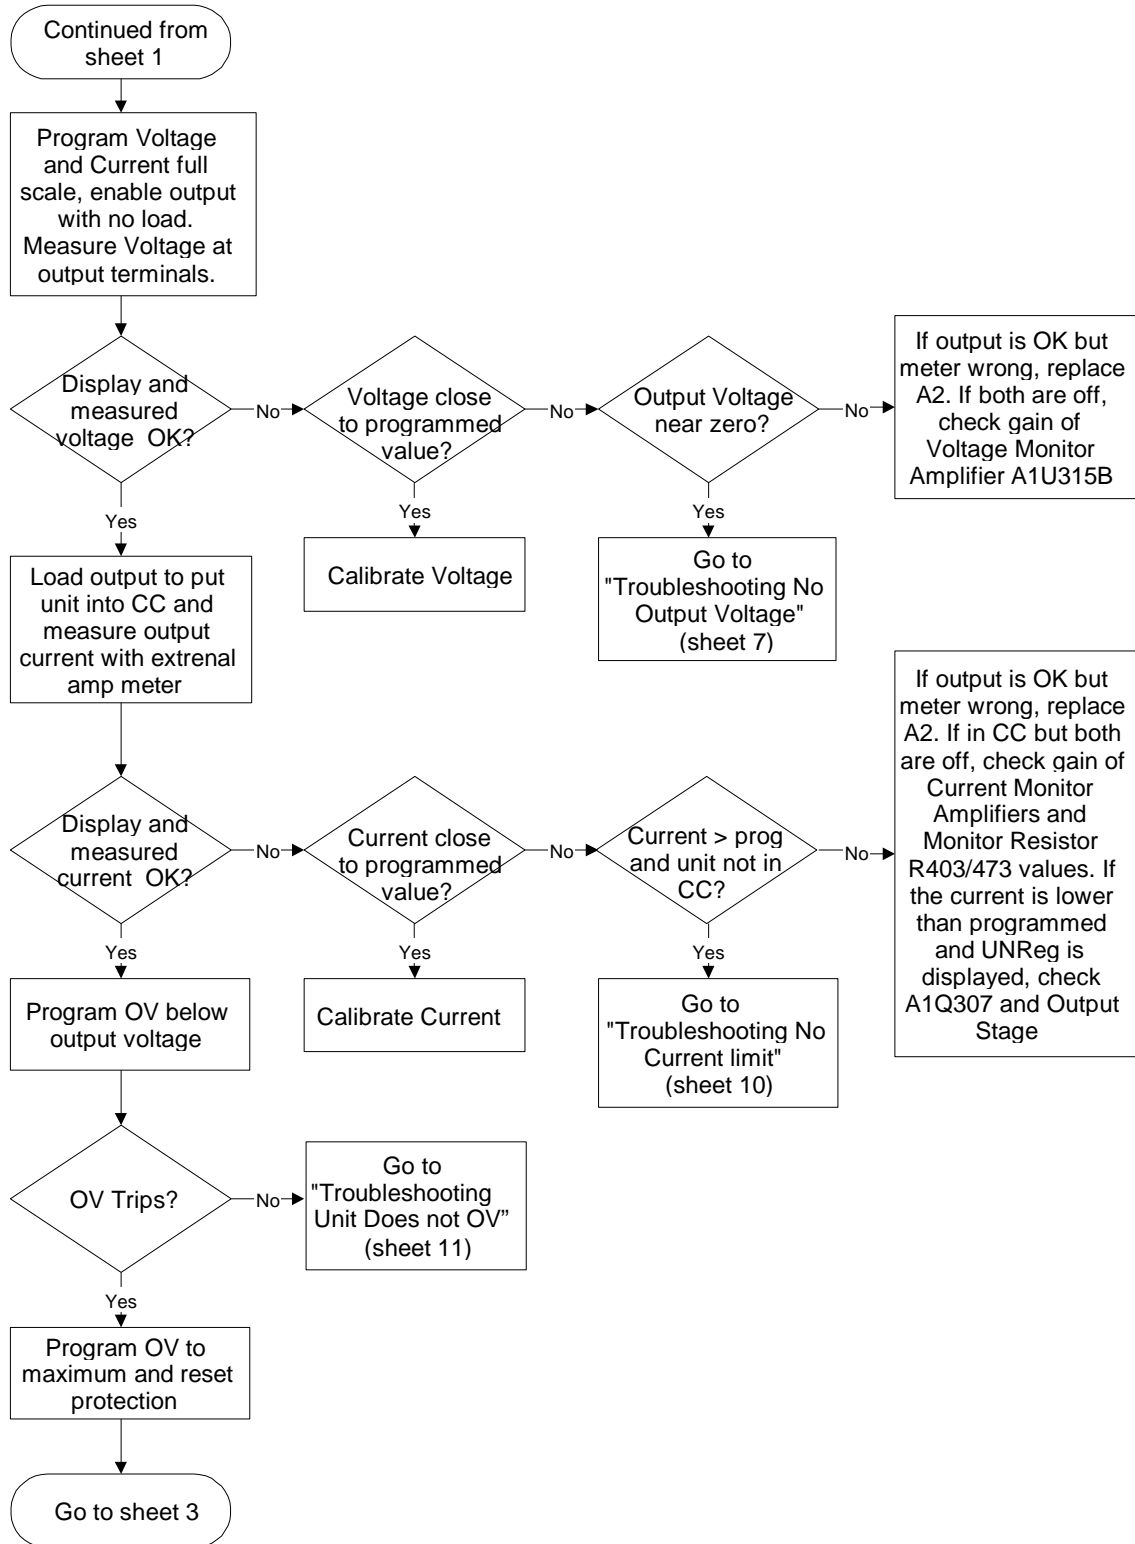 Continued from
sheet 1
Program Voltage
and Current full
scale, enable output
with no load.
Measure Voltage at
output terminals.
Display and
measured
voltage OK?
No
Voltage close
to programmed
value?
No
Output Voltage
near zero?
No
If output is OK but
meter wrong, replace
A2. If both are off,
check gain of
Voltage Monitor
Amplifier A1U315B
Yes
Yes
Yes
Load output to put
unit into CC and
measure output
current with extrenal
amp meter
Calibrate Voltage
Go to
"Troubleshooting No
Output Voltage"
(sheet 7)
Display and
measured
current OK?
No
Current close
to programmed
value?
No
Current > prog
and unit not in
CC?
No
If output is OK but
meter wrong, replace
A2. If in CC but both
are off, check gain of
Current Monitor
Amplifiers and
Monitor Resistor
R403/473 values. If
the current is lower
than programmed
and UNReg is
displayed, check
A1Q307 and Output
Stage
Yes
Yes
Yes
Program OV below
output voltage
Calibrate Current
Go to
"Troubleshooting No
Current limit"
(sheet 10)
OV Trips?
No
Go to
"Troubleshooting
Unit Does not OV”
(sheet 11)
Yes
Program OV to
maximum and reset
protection
Go to sheet 3